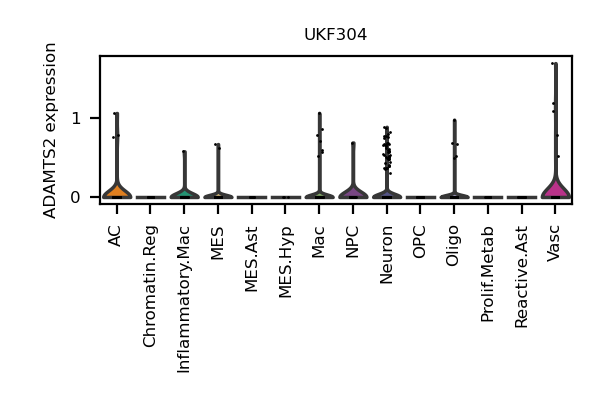 UKF304
ADAMTS2 expression
1
0
AC
Chromatin.Reg
Inflammatory.Mac
MES
MES.Ast
MES.Hyp
Mac
NPC
Neuron
OPC
Oligo
Prolif.Metab
Reactive.Ast
Vasc